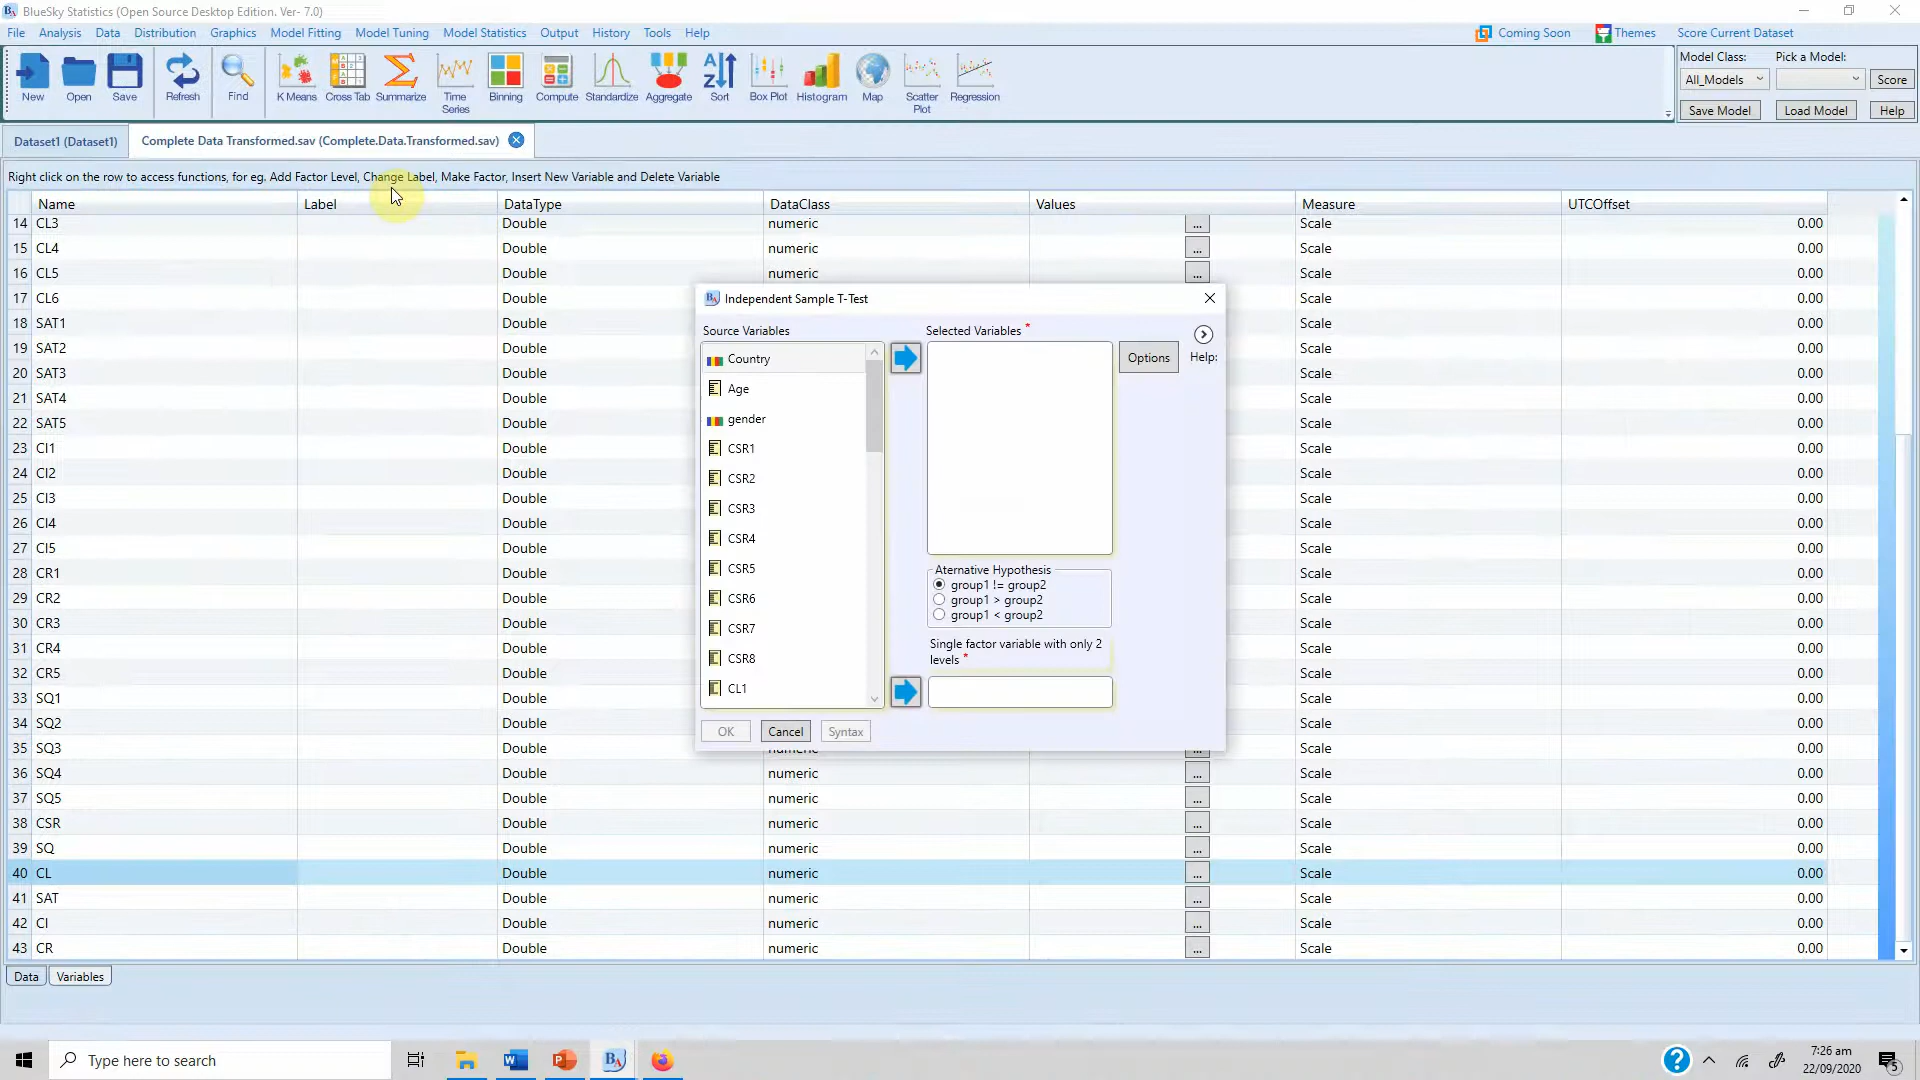 BlueSky Statistics (Open Source Desktop Edition. Ver- 7.0)
File Analysis Data Distribution Graphics Model Fitting Model Tuning Model Statistics Output History Tools Help Coming Soon Themes Score Current Dataset
New Open Save Refresh Find K Means Cross Tab Summarize Time Series Binning Compute Standardize Aggregate Sort Box Plot Histogram Map Scatter Plot Regression
Model Class: Pick a Model:
All_Models Score
Save Model Load Model Help
Dataset1 (Dataset1) Complete Data Transformed.sav (Complete.Data.Transformed.sav)
Right click on the row to access functions, for eg. Add Factor Level, Change Label, Make Factor, Insert New Variable and Delete Variable
Name Label DataType DataClass Values Measure UTCOffset
14 CL3 Double numeric ... Scale 0.00
15 CL4 Double numeric ... Scale 0.00
16 CL5 Double numeric ... Scale 0.00
17 CL6 Double Scale 0.00
18 SAT1 Double Scale 0.00
19 SAT2 Double Scale 0.00
20 SAT3 Double Scale 0.00
21 SAT4 Double Scale 0.00
22 SAT5 Double Scale 0.00
23 CI1 Double Scale 0.00
24 CI2 Double Scale 0.00
25 CI3 Double Scale 0.00
26 CI4 Double Scale 0.00
27 CI5 Double Scale 0.00
28 CR1 Double Scale 0.00
29 CR2 Double Scale 0.00
30 CR3 Double Scale 0.00
31 CR4 Double Scale 0.00
32 CR5 Double Scale 0.00
33 SQ1 Double Scale 0.00
34 SQ2 Double Scale 0.00
35 SQ3 Double numeric ... Scale 0.00
36 SQ4 Double numeric ... Scale 0.00
37 SQ5 Double numeric ... Scale 0.00
38 CSR Double numeric ... Scale 0.00
39 SQ Double numeric ... Scale 0.00
40 CL Double numeric ... Scale 0.00
41 SAT Double numeric ... Scale 0.00
42 CI Double numeric ... Scale 0.00
43 CR Double numeric ... Scale 0.00
Independent Sample T-Test
Source Variables
Country
Age
gender
CSR1
CSR2
CSR3
CSR4
CSR5
CSR6
CSR7
CSR8
CL1
Selected Variables *
Options
Help:
Aternative Hypothesis
group1 != group2
group1 > group2
group1 < group2
Single factor variable with only 2
levels *
OK Cancel Syntax
Data Variables
Type here to search
7:26 am
22/09/2020
5